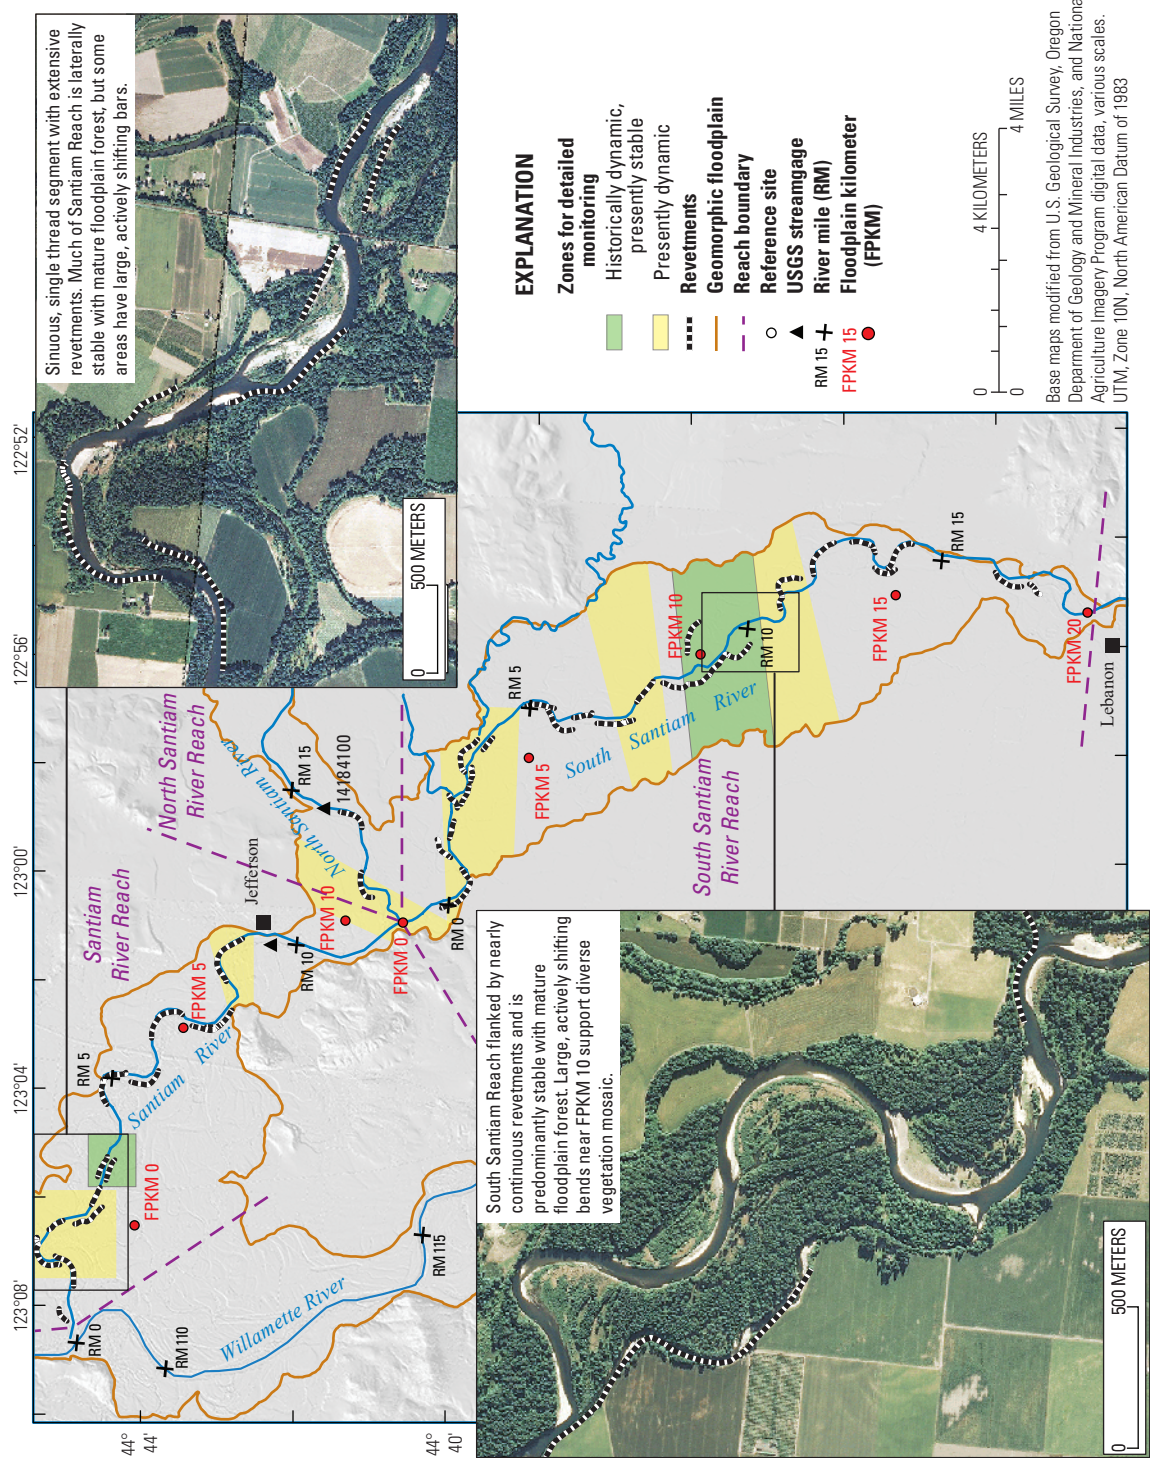 Sinuous, single thread segment with extensive
revetments. Much of Santiam Reach is laterally
stable with mature floodplain forest, but some
areas have large, actively shifting bars.
0 500 METERS
EXPLANATION
Zones for detailed
monitoring
Historically dynamic,
presently stable
Presently dynamic
Revetments
Geomorphic floodplain
Reach boundary
Reference site
USGS streamgage
RM 15 River mile (RM)
FPKM 15 Floodplain kilometer
(FPKM)
0 4 KILOMETERS
0 4 MILES
Base maps modified from U.S. Geological Survey, Oregon
Deparment of Geology and Mineral Industries, and National
Agriculture Imagery Program digital data, various scales.
UTM, Zone 10N, North American Datum of 1983
123°08'
123°04'
123°00'
122°56'
122°52'
44°
44'
44°
40'
Santiam
River Reach
North Santiam
River Reach
South Santiam
River Reach
Santiam River
North Santiam River
South Santiam River
Willamette River
Jefferson
Lebanon
14184100
RM 0
RM 5
RM 10
RM 110
RM 115
RM 15
RM 0
RM 5
RM 10
RM 15
FPKM 0
FPKM 5
FPKM 10
FPKM 0
FPKM 5
FPKM 10
FPKM 15
FPKM 20
South Santiam Reach flanked by nearly
continuous revetments and is
predominantly stable with mature
floodplain forest. Large, actively shifting
bends near FPKM 10 support diverse
vegetation mosaic.
0 500 METERS